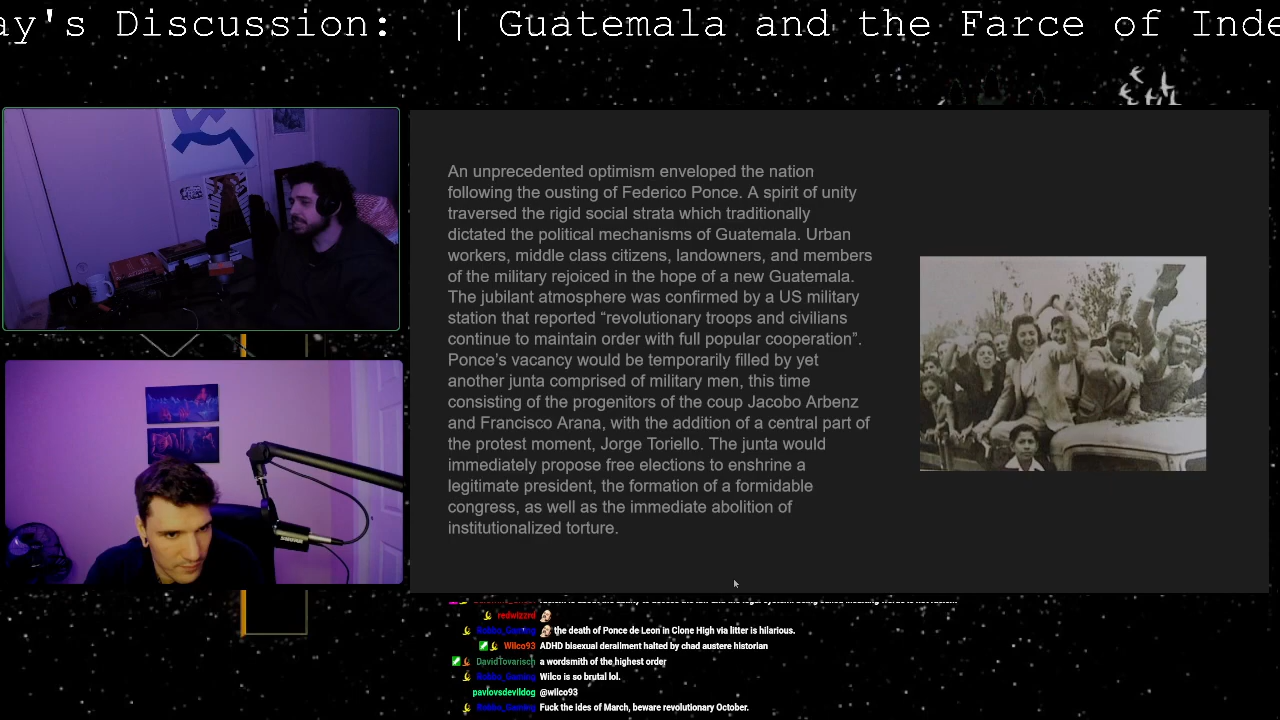 ay's Discussion: | Guatemala and the Farce of Inde
An unprecedented optimism enveloped the nation
following the ousting of Federico Ponce. A spirit of unity
traversed the rigid social strata which traditionally
dictated the political mechanisms of Guatemala. Urban
workers, middle class citizens, landowners, and members
of the military rejoiced in the hope of a new Guatemala.
The jubilant atmosphere was confirmed by a US military
station that reported “revolutionary troops and civilians
continue to maintain order with full popular cooperation”.
Ponce's vacancy would be temporarily filled by yet
another junta comprised of military men, this time
consisting of the progenitors of the coup Jacobo Arbenz
and Francisco Arana, with the addition of a central part of
the protest moment, Jorge Toriello. The junta would
immediately propose free elections to enshrine a
legitimate president, the formation of a formidable
congress, as well as the immediate abolition of
institutionalized torture.
redwizzrd
Robbo_Gaming the death of Ponce de Leon in Clone High via litter is hilarious.
Wilco93 ADHD bisexual derailment halted by chad austere historian
DavidTovarisch a wordsmith of the highest order
Robbo_Gaming Wilco is so brutal lol.
pavlovsdevildog @wilco93
Robbo_Gaming Fuck the ides of March, beware revolutionary October.